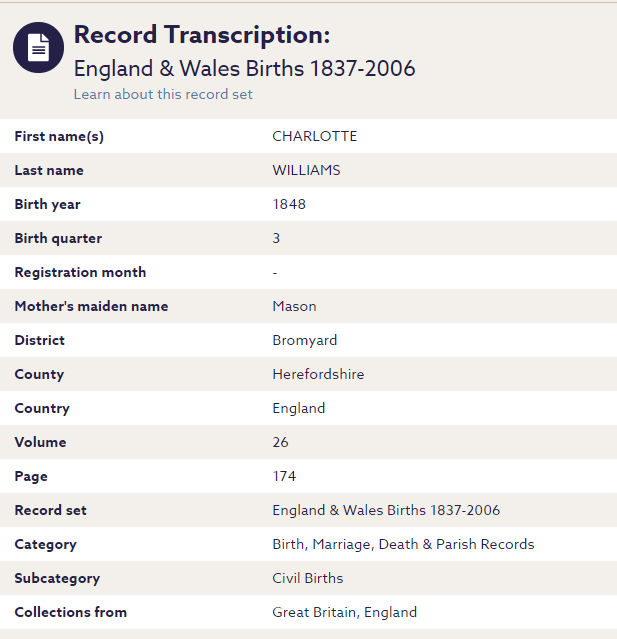 Record Transcription:
England & Wales Births 1837-2006
Learn about this record set
First name(s) CHARLOTTE
Last name WILLIAMS
Birth year 1848
Birth quarter 3
Registration month -
Mother's maiden name Mason
District Bromyard
County Herefordshire
Country England
Volume 26
Page 174
Record set England & Wales Births 1837-2006
Category Birth, Marriage, Death & Parish Records
Subcategory Civil Births
Collections from Great Britain, England